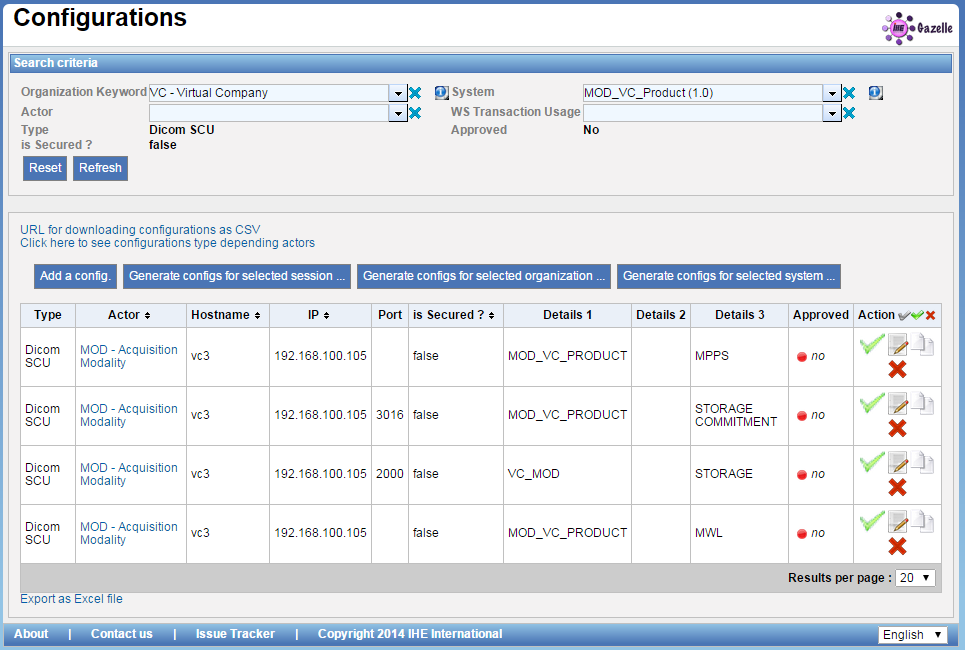 Configurations
IHE Gazelle
Search criteria
Organization Keyword VC - Virtual Company System MOD_VC_Product (1.0)
Actor WS Transaction Usage
Type Dicom SCU Approved No
is Secured ? false
Reset Refresh
URL for downloading configurations as CSV
Click here to see configurations type depending actors
Add a config. Generate configs for selected session ... Generate configs for selected organization ... Generate configs for selected system ...
Type Actor Hostname IP Port is Secured ? Details 1 Details 2 Details 3 Approved Action
Dicom SCU MOD - Acquisition Modality vc3 192.168.100.105 false MOD_VC_PRODUCT MPPS no
Dicom SCU MOD - Acquisition Modality vc3 192.168.100.105 3016 false MOD_VC_PRODUCT STORAGE COMMITMENT no
Dicom SCU MOD - Acquisition Modality vc3 192.168.100.105 2000 false VC_MOD STORAGE no
Dicom SCU MOD - Acquisition Modality vc3 192.168.100.105 false MOD_VC_PRODUCT MWL no
Results per page : 20
Export as Excel file
About | Contact us | Issue Tracker | Copyright 2014 IHE International English